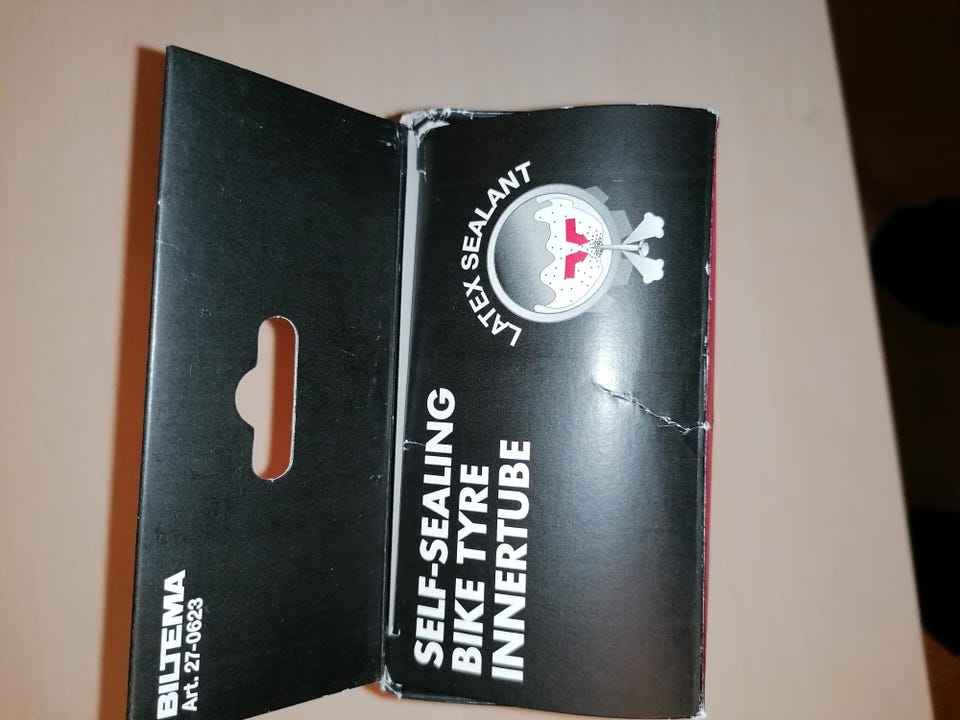 BILTEMA
Art. 27-0623
SELF-SEALING
BIKE TYRE
INNERTUBE
LATEX SEALANT